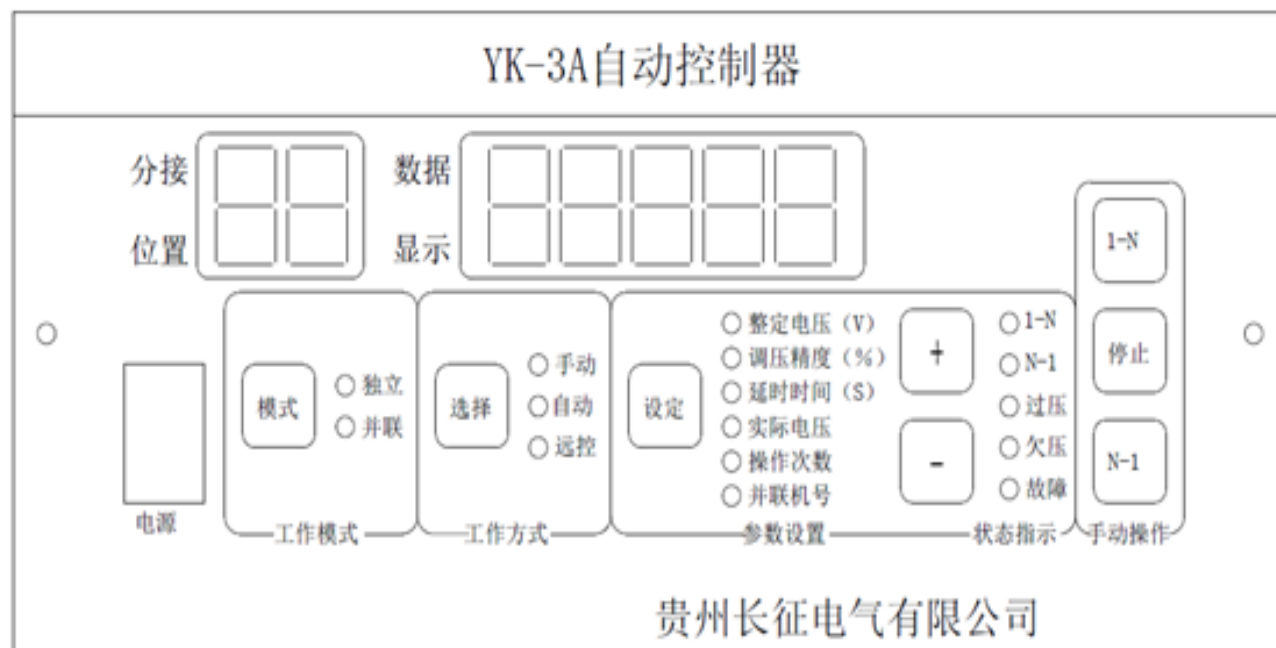 YK-3A自动控制器
分接
位置
数据
显示
1-N
停止
N-1
手动操作
电源
模式
独立
并联
工作模式
选择
手动
自动
远控
工作方式
设定
整定电压（V）
调压精度（%）
延时时间（S）
实际电压
操作次数
并联机号
+
-
参数设置
1-N
N-1
过压
欠压
故障
状态指示
贵州长征电气有限公司